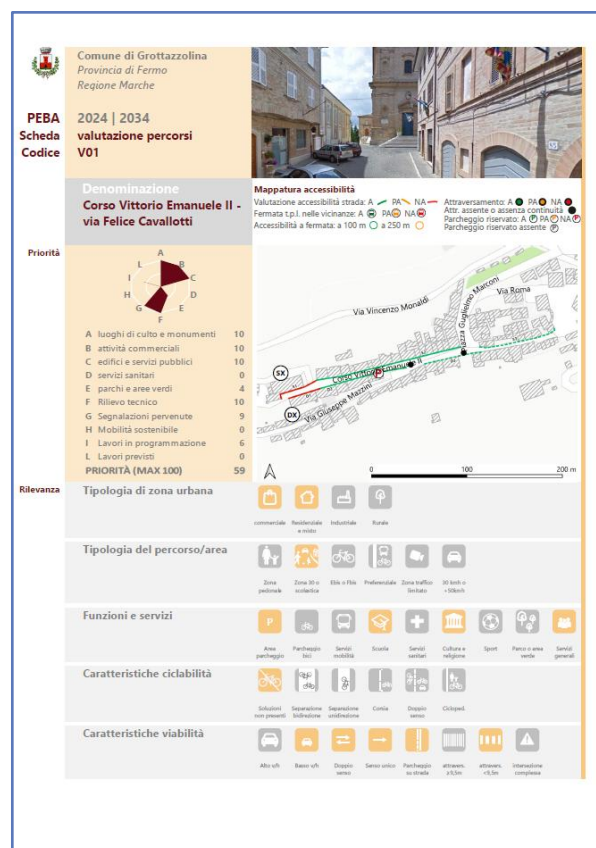 Comune di Grottazzolina
Provincia di Fermo
Regione Marche
PEBA 2024 | 2034
Scheda valutazione percorsi
Codice V01
Denominazione
Corso Vittorio Emanuele II -
via Felice Cavallotti
Mappatura accessibilità
Valutazione accessibilità strada: A PA NA
Fermata t.p.l. nelle vicinanze: A PA NA
Accessibilità a fermata: a 100 m a 250 m
Attraversamento: A PA NA
Attr. assente o assenza continuità
Parcheggio riservato: A P PA P NA P
Parcheggio riservato assente P
Priorità
A
B
C
D
E
F
G
H
I
L
A luoghi di culto e monumenti 10
B attività commerciali 10
C edifici e servizi pubblici 10
D servizi sanitari 0
E parchi e aree verdi 4
F Rilievo tecnico 10
G Segnalazioni pervenute 9
H Mobilità sostenibile 0
I Lavori in programmazione 6
L Lavori previsti 0
PRIORITÀ (MAX 100) 59
Via Vincenzo Monaldi
Via Roma
Piazza Guglielmo Marconi
Corso Vittorio Emanuele II
Via Giuseppe Mazzini
SX
DX
P
0 100 200 m
Rilevanza
Tipologia di zona urbana
commerciale
Residenziale e misto
Industriale
Rurale
Tipologia del percorso/area
Zona pedonale
Zona 30 o scolastica
Ebis o Fbis
Preferenziale
Zona traffico limitato
30 kmh o >50kmh
Funzioni e servizi
P
Area parcheggio
Parcheggio bici
Servizi mobilità
Scuola
Servizi sanitari
Cultura e religione
Sport
Parco o area verde
Servizi generali
Caratteristiche ciclabilità
Soluzioni non presenti
Separazione bidirezione
Separazione unidirezione
Corsia
Doppio senso
Cicloped.
Caratteristiche viabilità
Alto v/h
Basso v/h
Doppio senso
Senso unico
Parcheggio su strada
attravers. ≥9,5m
attravers. <9,5m
intersezione complessa